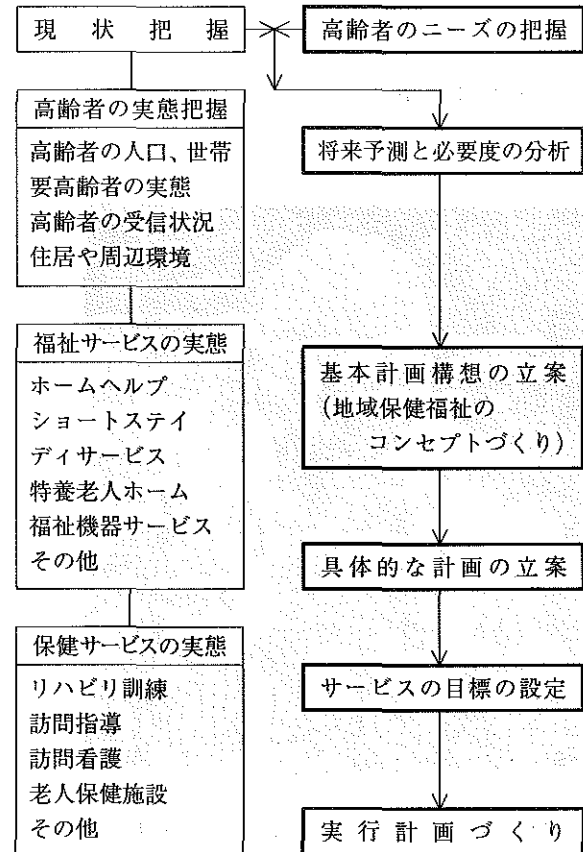 現状把握
高齢者のニーズの把握
高齢者の実態把握
高齢者の人口、世帯
要高齢者の実態
高齢者の受信状況
住居や周辺環境
福祉サービスの実態
ホームヘルプ
ショートステイ
ディサービス
特養老人ホーム
福祉機器サービス
その他
保健サービスの実態
リハビリ訓練
訪問指導
訪問看護
老人保健施設
その他
将来予測と必要度の分析
基本計画構想の立案
(地域保健福祉の
コンセプトづくり)
具体的な計画の立案
サービスの目標の設定
実行計画づくり